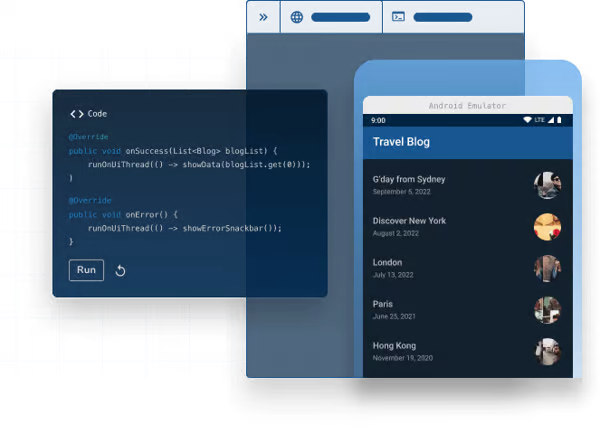 Code
@Override
public void onSuccess(List<Blog> blogList) {
runOnUiThread(() -> showData(blogList.get(0)));
}
@Override
public void onError() {
runOnUiThread(() -> showErrorSnackbar());
}
Run
Android Emulator
9:00 LTE
Travel Blog
G'day from Sydney
September 5, 2022
Discover New York
August 2, 2022
London
July 13, 2022
Paris
June 25, 2021
Hong Kong
November 19, 2020